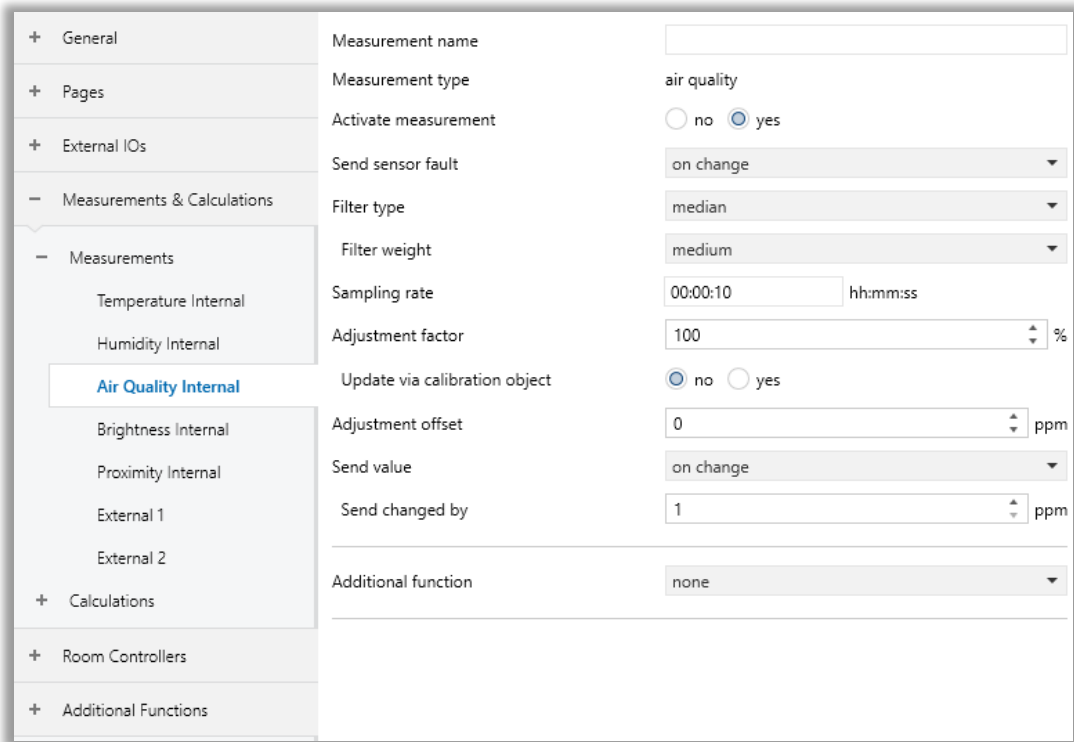 General
Pages
External IOs
Measurements & Calculations
Measurements
Temperature Internal
Humidity Internal
Air Quality Internal
Brightness Internal
Proximity Internal
External 1
External 2
Calculations
Room Controllers
Additional Functions
Measurement name
Measurement type air quality
Activate measurement no yes
Send sensor fault on change
Filter type median
Filter weight medium
Sampling rate 00:00:10 hh:mm:ss
Adjustment factor 100 %
Update via calibration object no yes
Adjustment offset 0 ppm
Send value on change
Send changed by 1 ppm
Additional function none